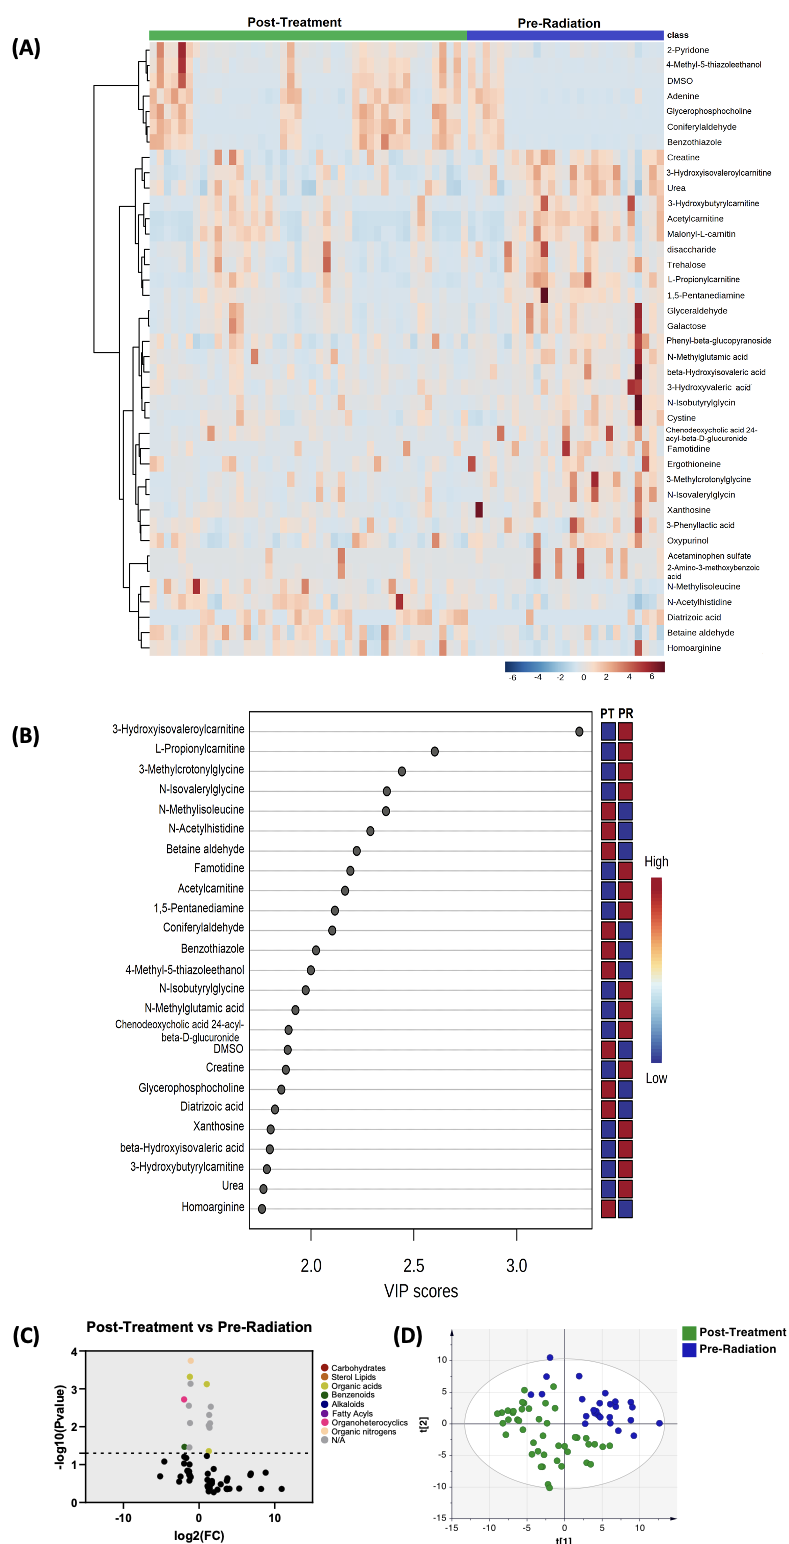 (A)
Post-Treatment Pre-Radiation
class
2-Pyridone
4-Methyl-5-thiazoleethanol
DMSO
Adenine
Glycerophosphocholine
Coniferylaldehyde
Benzothiazole
Creatine
3-Hydroxyisovaleroylcarnitine
Urea
3-Hydroxybutyrylcarnitine
Acetylcarnitine
Malonyl-L-carnitin
disaccharide
Trehalose
L-Propionylcarnitine
1,5-Pentanediamine
Glyceraldehyde
Galactose
Phenyl-beta-glucopyranoside
N-Methylglutamic acid
beta-Hydroxyisovaleric acid
3-Hydroxyvaleric acid
N-Isobutyrylglycin
Cystine
Chenodeoxycholic acid 24-
acyl-beta-D-glucuronide
Famotidine
Ergothioneine
3-Methylcrotonylglycine
N-Isovalerylglycin
Xanthosine
3-Phenyllactic acid
Oxypurinol
Acetaminophen sulfate
2-Amino-3-methoxybenzoic
acid
N-Methylisoleucine
N-Acetylhistidine
Diatrizoic acid
Betaine aldehyde
Homoarginine
-6 -4 -2 0 2 4 6
(B)
PT PR
3-Hydroxyisovaleroylcarnitine
L-Propionylcarnitine
3-Methylcrotonylglycine
N-Isovalerylglycine
N-Methylisoleucine
N-Acetylhistidine
Betaine aldehyde
Famotidine
Acetylcarnitine
1,5-Pentanediamine
Coniferylaldehyde
Benzothiazole
4-Methyl-5-thiazoleethanol
N-Isobutyrylglycine
N-Methylglutamic acid
Chenodeoxycholic acid 24-acyl-
beta-D-glucuronide
DMSO
Creatine
Glycerophosphocholine
Diatrizoic acid
Xanthosine
beta-Hydroxyisovaleric acid
3-Hydroxybutyrylcarnitine
Urea
Homoarginine
High
Low
2.0 2.5 3.0
VIP scores
(C)
Post-Treatment vs Pre-Radiation
4
3
2
1
0
-log10(Pvalue)
-10 0 10
log2(FC)
Carbohydrates
Sterol Lipids
Organic acids
Benzenoids
Alkaloids
Fatty Acyls
Organoheterocyclics
Organic nitrogens
N/A
(D)
Post-Treatment
Pre-Radiation
10
5
0
-5
-10
-15
t[2]
-15 -10 -5 0 5 10
t[1]